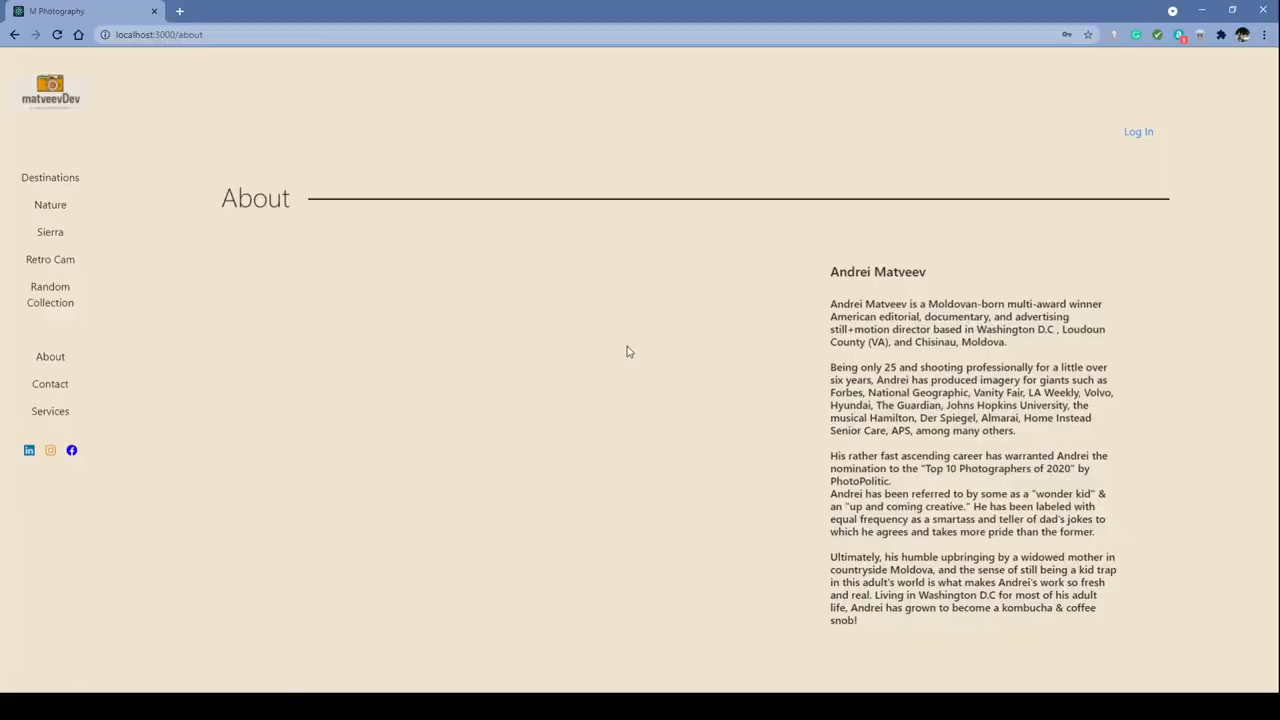 M Photography
localhost:3000/about
matveevDev
Log In
Destinations
Nature
Sierra
Retro Cam
Random
Collection
About
Contact
Services
About
Andrei Matveev
Andrei Matveev is a Moldovan-born multi-award winner
American editorial, documentary, and advertising
still+motion director based in Washington D.C , Loudoun
County (VA), and Chisinau, Moldova.
Being only 25 and shooting professionally for a little over
six years, Andrei has produced imagery for giants such as
Forbes, National Geographic, Vanity Fair, LA Weekly, Volvo,
Hyundai, The Guardian, Johns Hopkins University, the
musical Hamilton, Der Spiegel, Almarai, Home Instead
Senior Care, APS, among many others.
His rather fast ascending career has warranted Andrei the
nomination to the "Top 10 Photographers of 2020" by
PhotoPolitic.
Andrei has been referred to by some as a "wonder kid" &
an "up and coming creative." He has been labeled with
equal frequency as a smartass and teller of dad's jokes to
which he agrees and takes more pride than the former.
Ultimately, his humble upbringing by a widowed mother in
countryside Moldova, and the sense of still being a kid trap
in this adult's world is what makes Andrei's work so fresh
and real. Living in Washington D.C for most of his adult
life, Andrei has grown to become a kombucha & coffee
snob!